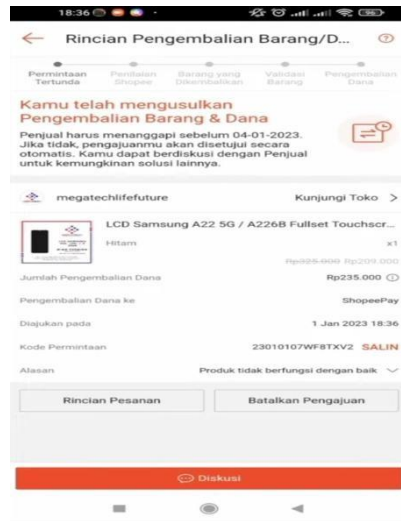 18:36
Rincian Pengembalian Barang/D...
Permintaan Tertunda
Penilaian Shopee
Barang yang Dikembalikan
Validasi Barang
Pengembalian Dana
Kamu telah mengusulkan
Pengembalian Barang & Dana
Penjual harus menanggapi sebelum 04-01-2023.
Jika tidak, pengajuanmu akan disetujui secara
otomatis. Kamu dapat berdiskusi dengan Penjual
untuk kemungkinan solusi lainnya.
megatechlifefuture Kunjungi Toko
LCD Samsung A22 5G / A226B Fullset Touchscr...
Hitam x1
Rp325.000 Rp209.000
Jumlah Pengembalian Dana Rp235.000
Pengembalian Dana ke ShopeePay
Diajukan pada 1 Jan 2023 18:36
Kode Permintaan 23010107WF8TXV2 SALIN
Alasan Produk tidak berfungsi dengan baik
Rincian Pesanan Batalkan Pengajuan
Diskusi